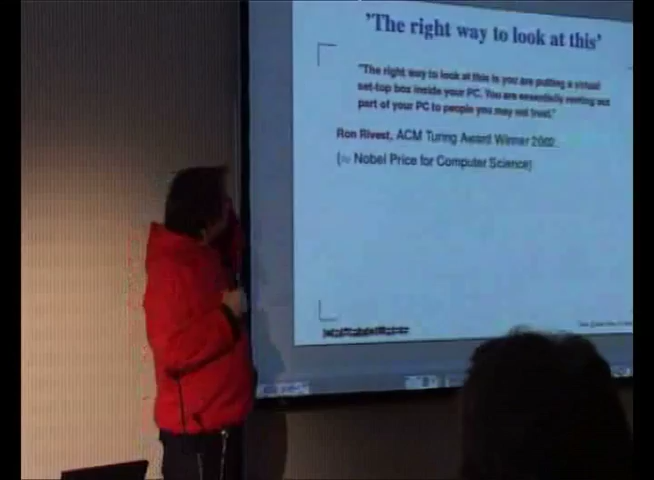 'The right way to look at this'
"The right way to look at this is you are putting a virtual
set-top box inside your PC. You are essentially renting out
part of your PC to people you may not trust."
Ron Rivest, ACM Turing Award Winner 2002
(≈ Nobel Price for Computer Science)